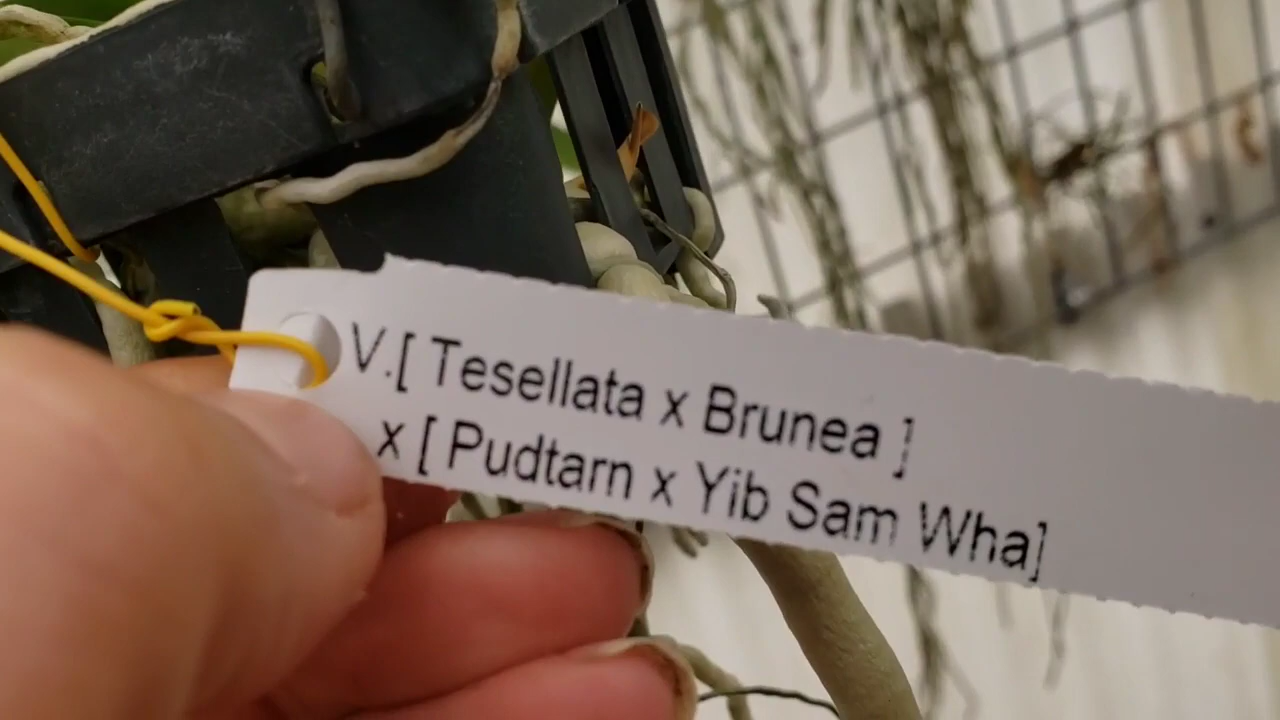 V.[ Tesellata x Brunea ]
x [ Pudtarn x Yib Sam Wha]